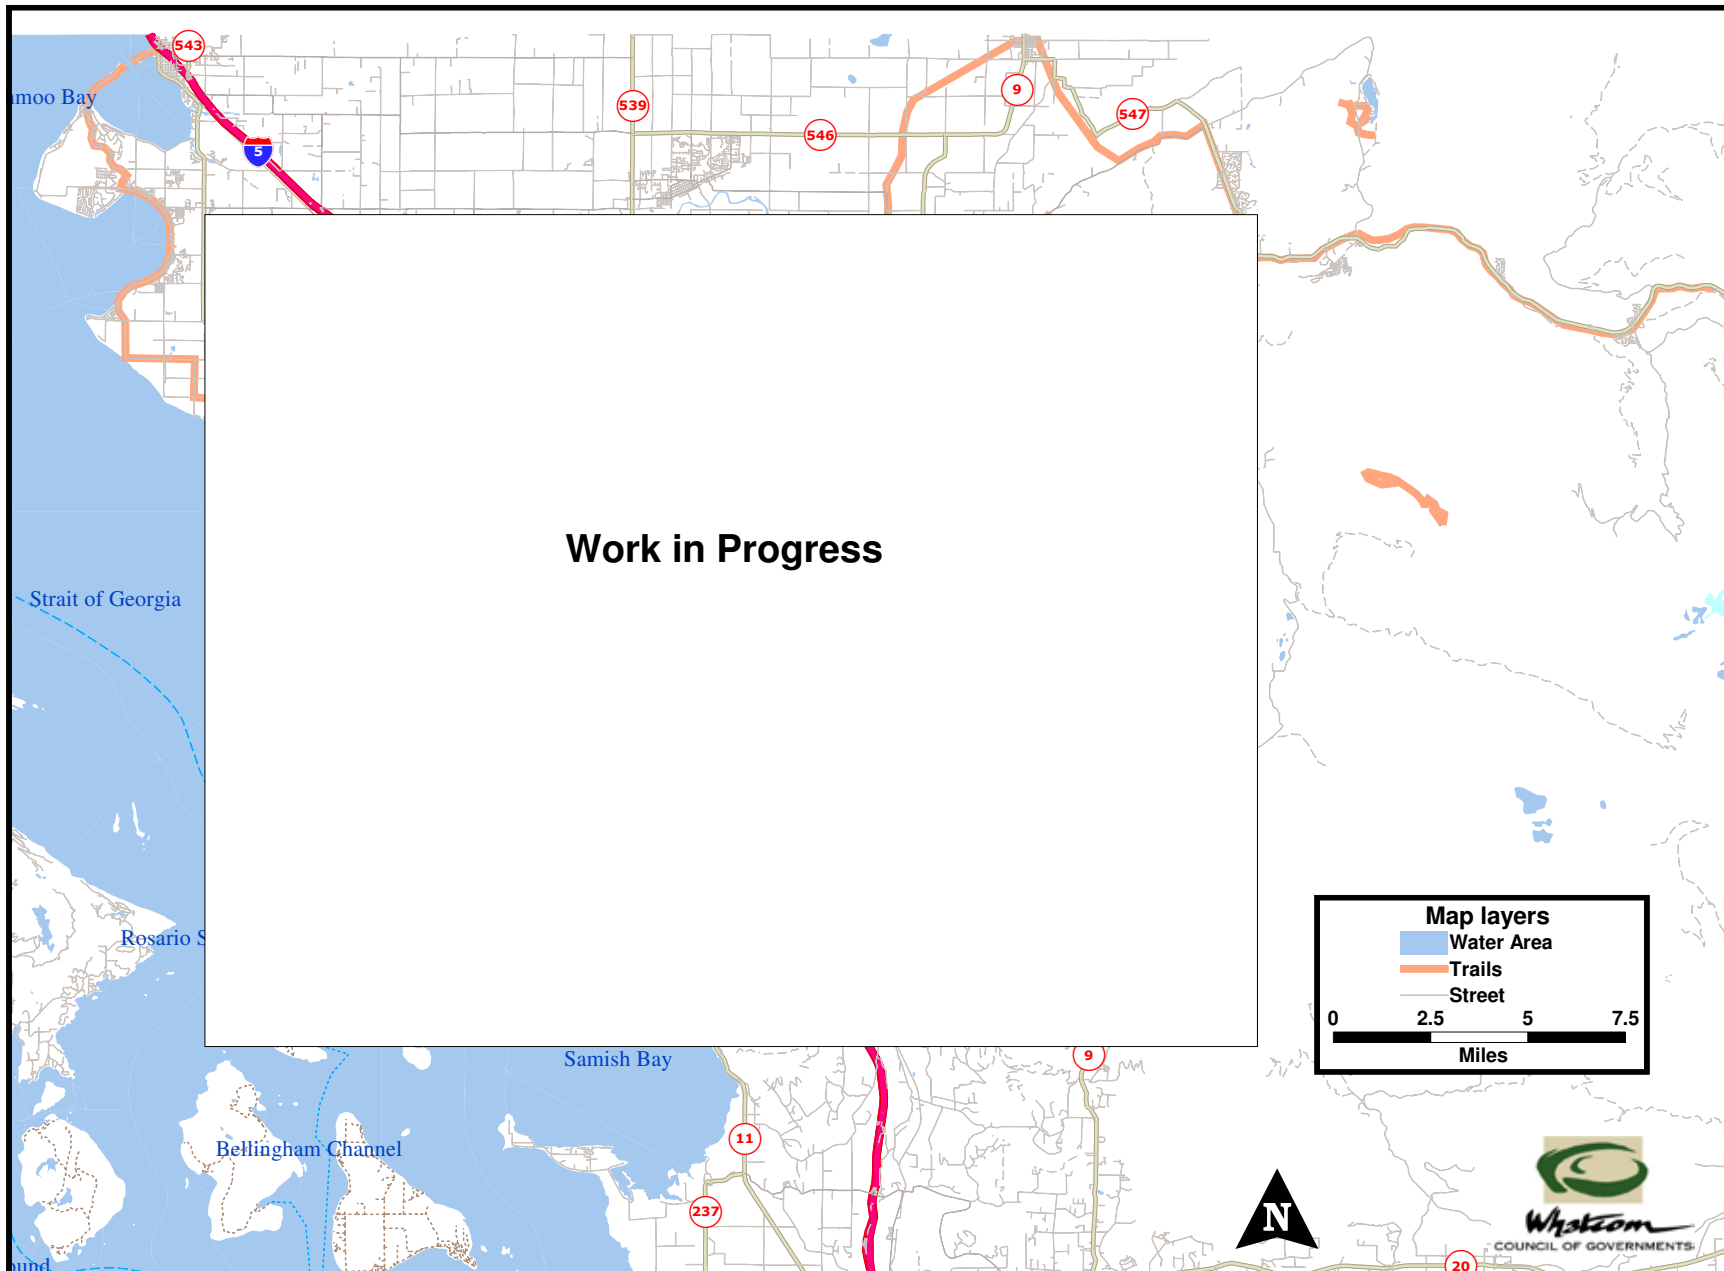 543
moo Bay
9
539
547
546
5
Work in Progress
Strait of Georgia
Map layers
Water Area
Rosario S
Trails
Street
0 2.5 5 7.5
Miles
9
Samish Bay
11
Bellingham Channel
237
N
Whatcom
COUNCIL OF GOVERNMENTS
ound
20